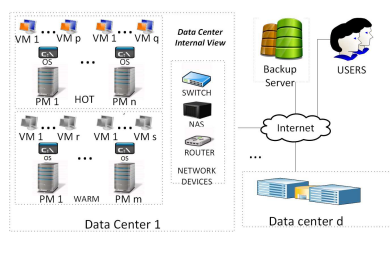 VM 1 ••• VM p VM 1 ••• VM q
OS ••• OS
PM 1 HOT PM n
VM 1 ••• VM r VM 1 ••• VM s
OS ••• OS
PM 1 WARM PM m
Data Center 1
Data Center
Internal View
SWITCH
NAS
ROUTER
NETWORK
DEVICES
Backup
Server
USERS
Internet
•••
Data center d